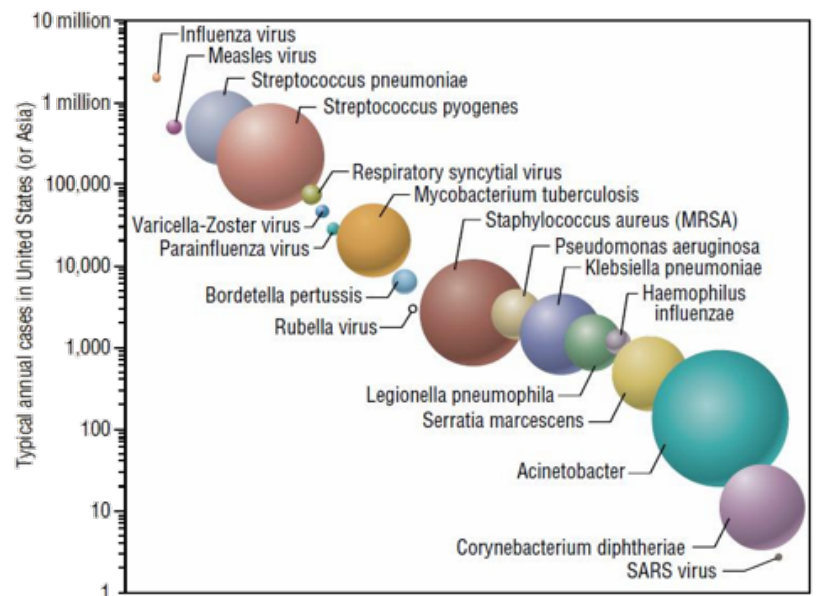 10 million
1 million
100,000
10,000
1,000
100
10
1
Typical annual cases in United States (or Asia)
Influenza virus
Measles virus
Streptococcus pneumoniae
Streptococcus pyogenes
Respiratory syncytial virus
Mycobacterium tuberculosis
Varicella-Zoster virus
Staphylococcus aureus (MRSA)
Parainfluenza virus
Pseudomonas aeruginosa
Klebsiella pneumoniae
Bordetella pertussis
Haemophilus
influenzae
Rubella virus
Legionella pneumophila
Serratia marcescens
Acinetobacter
Corynebacterium diphtheriae
SARS virus